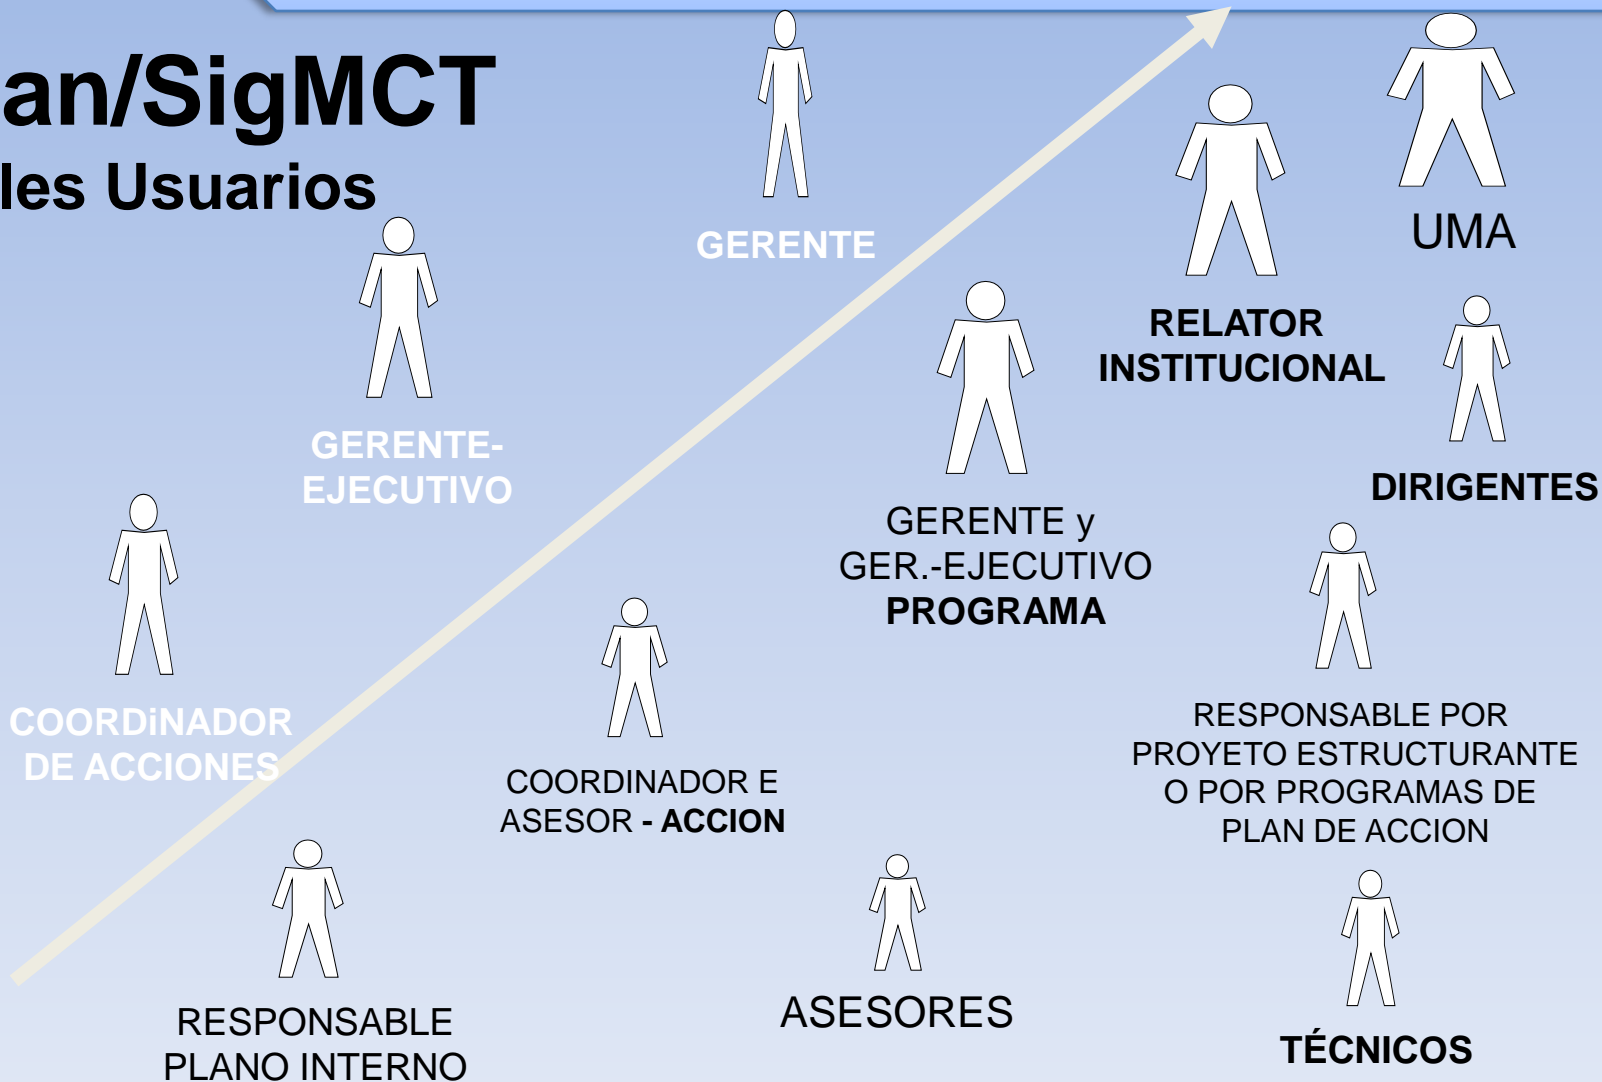 an/SigMCT
les Usuarios
GERENTE
UMA
RELATOR
INSTITUCIONAL
GERENTE-
EJECUTIVO
DIRIGENTES
GERENTE y
GER.-EJECUTIVO
PROGRAMA
COORDiNADOR
DE ACCIONES
COORDINADOR E
ASESOR - ACCION
RESPONSABLE POR
PROYETO ESTRUCTURANTE
O POR PROGRAMAS DE
PLAN DE ACCION
RESPONSABLE
PLANO INTERNO
ASESORES
TÉCNICOS